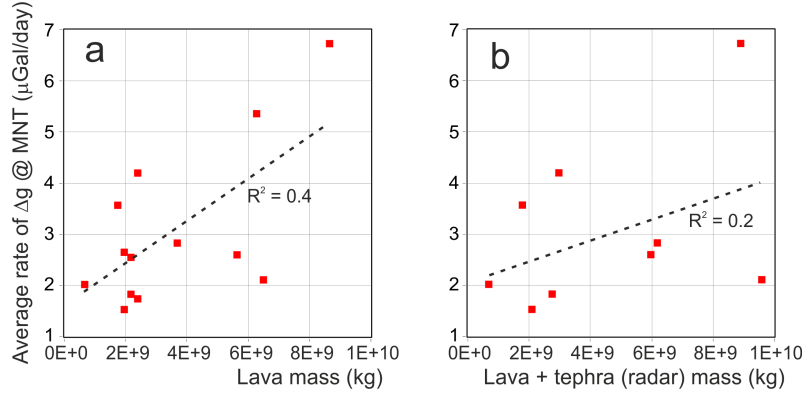 Average rate of Δg @ MNT (μGal/day)
a
7
6
5
4
3
2
1
R² = 0.4
0E+0 2E+9 4E+9 6E+9 8E+9 1E+10
Lava mass (kg)
b
7
6
5
4
3
2
1
R² = 0.2
0E+0 2E+9 4E+9 6E+9 8E+9 1E+10
Lava + tephra (radar) mass (kg)